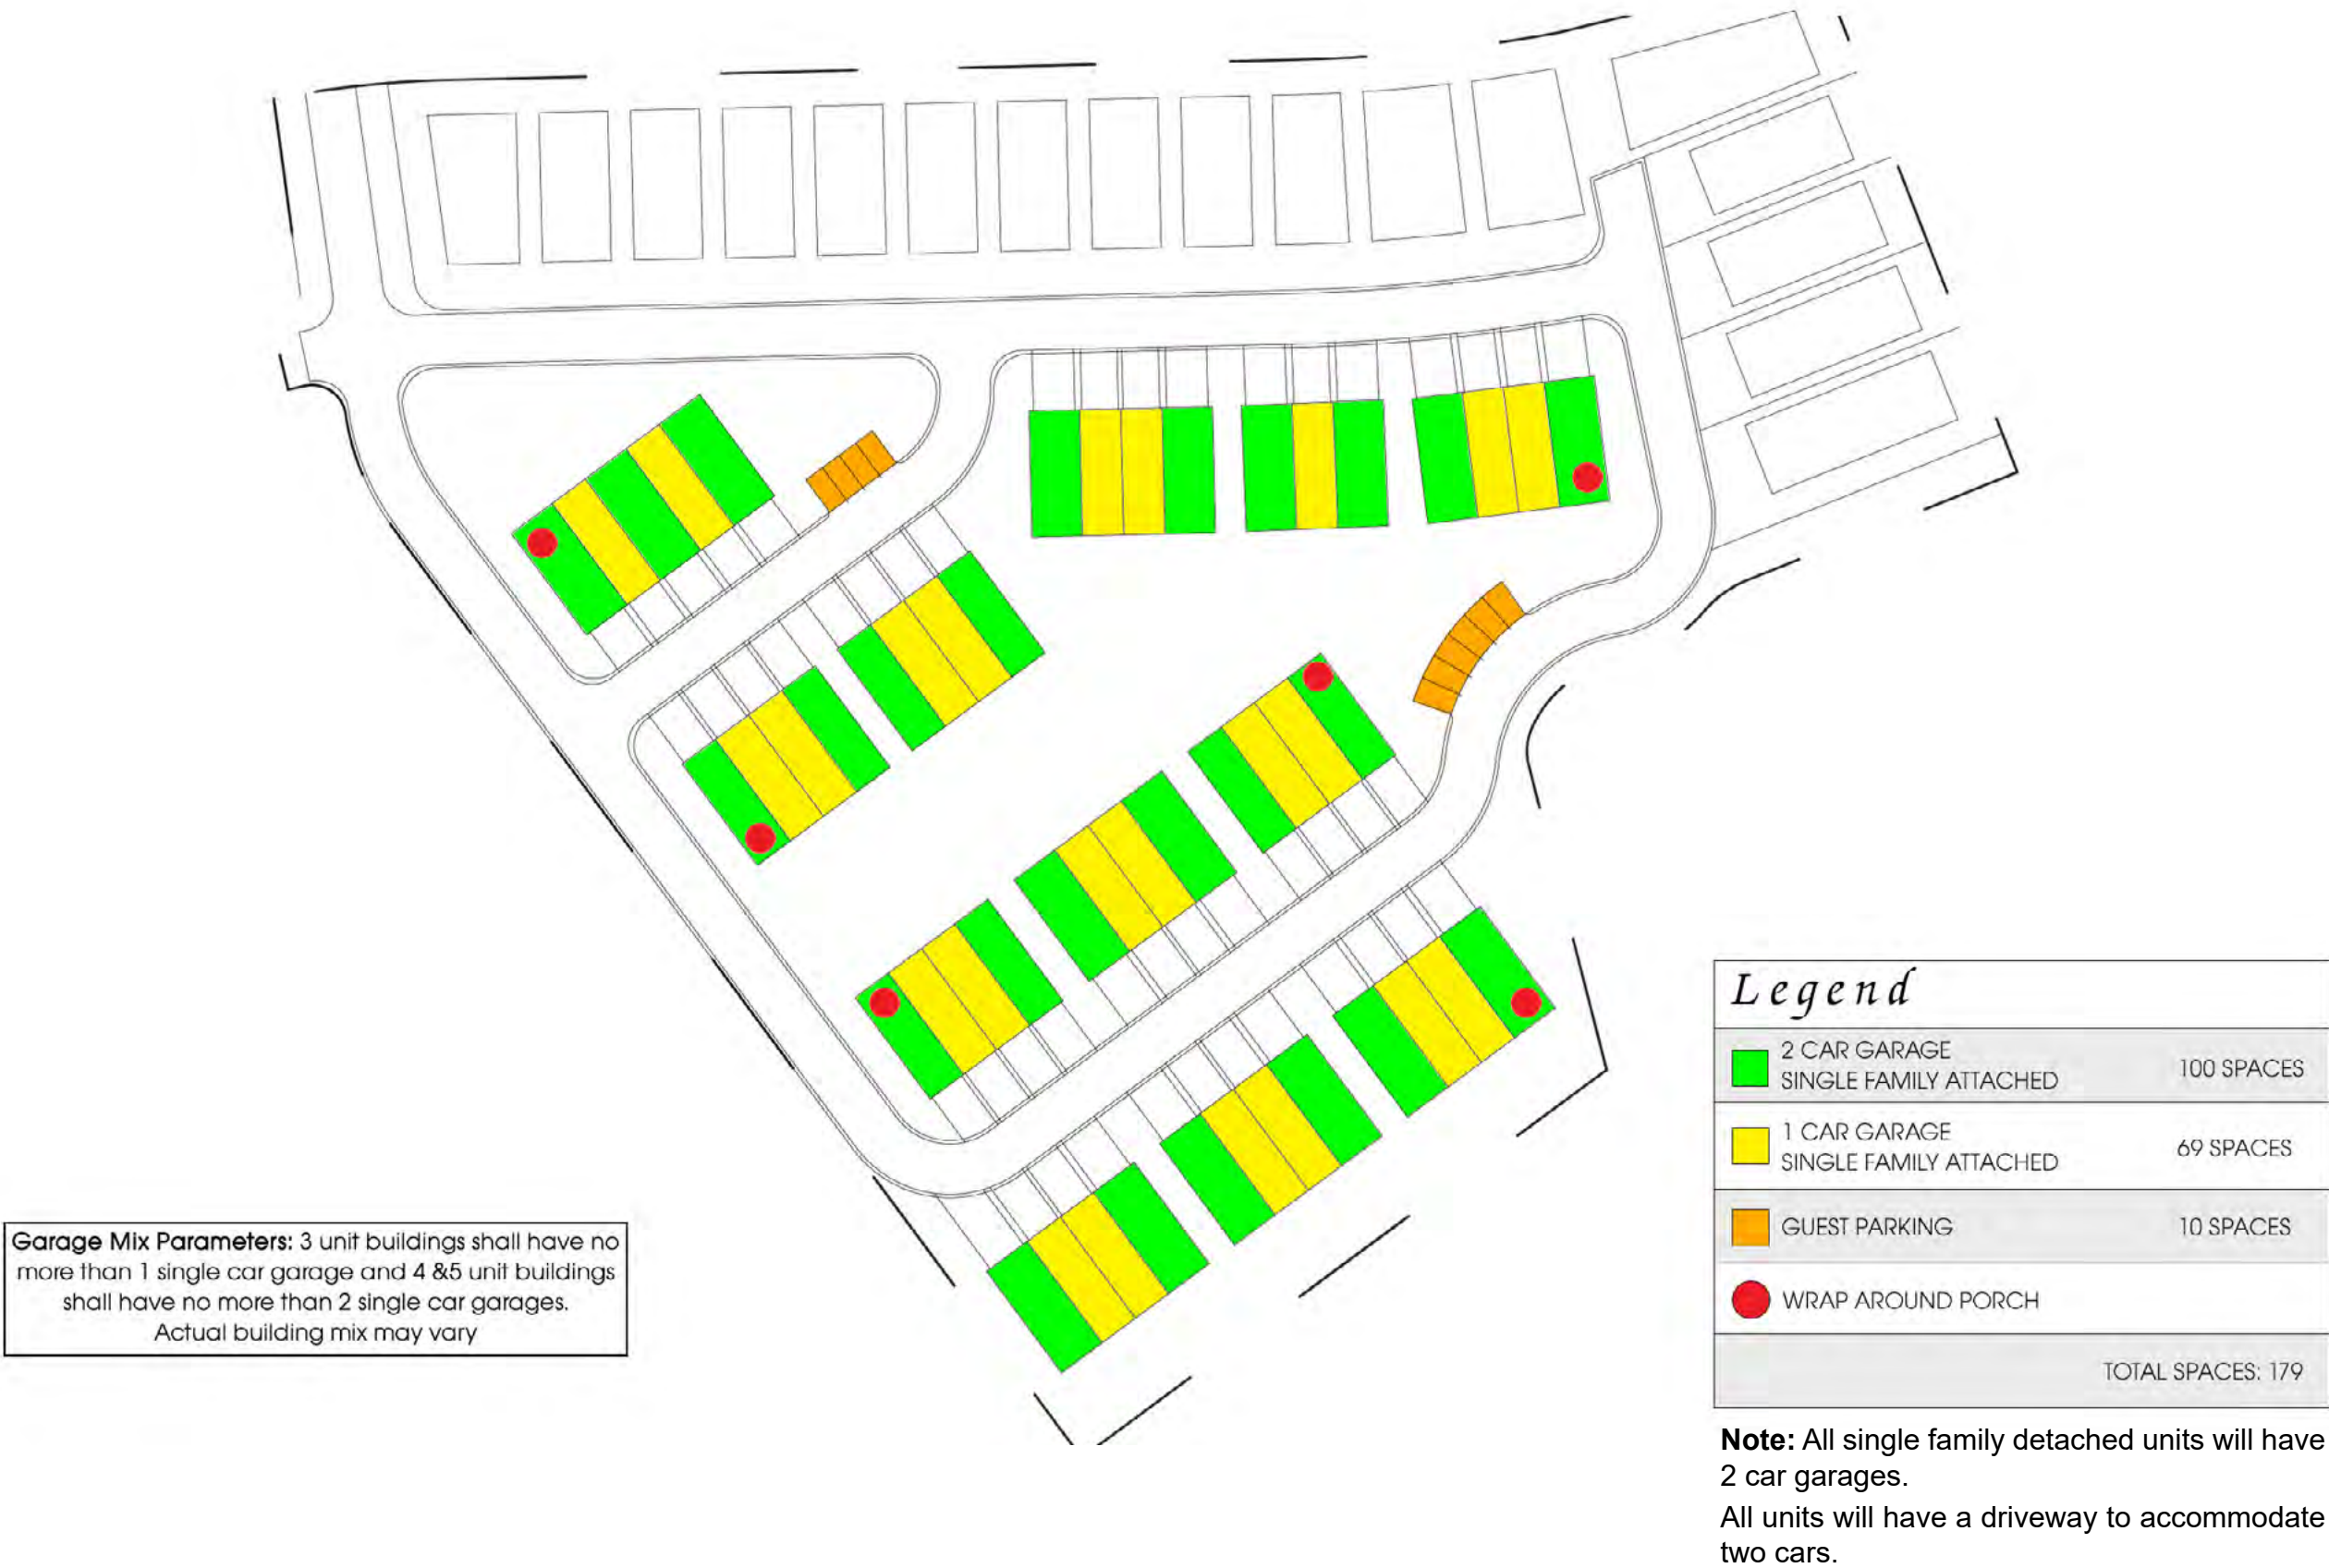 Legend
2 CAR GARAGE
SINGLE FAMILY ATTACHED
100 SPACES
1 CAR GARAGE
SINGLE FAMILY ATTACHED
69 SPACES
GUEST PARKING
10 SPACES
WRAP AROUND PORCH
TOTAL SPACES: 179
Garage Mix Parameters: 3 unit buildings shall have no
more than 1 single car garage and 4 &5 unit buildings
shall have no more than 2 single car garages.
Actual building mix may vary
Note: All single family detached units will have
2 car garages.
All units will have a driveway to accommodate
two cars.